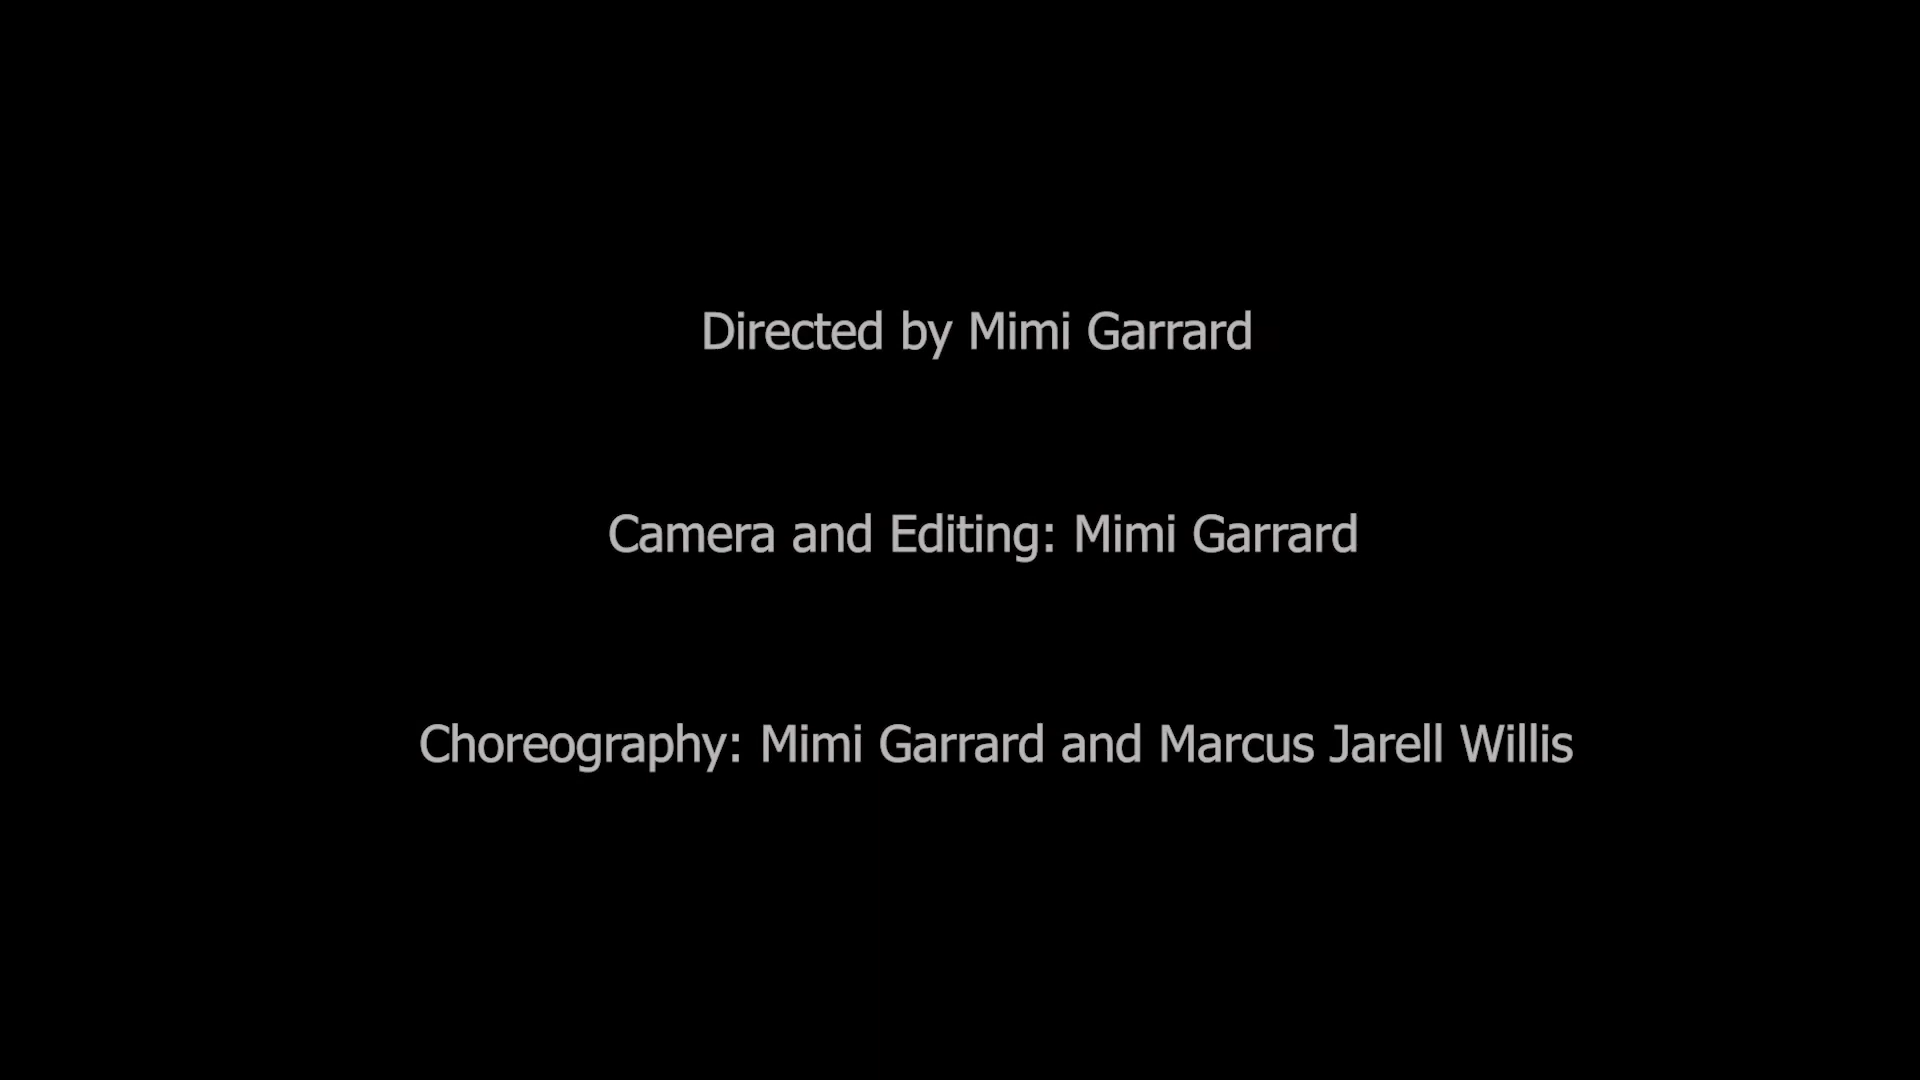 Directed by Mimi Garrard
Camera and Editing: Mimi Garrard
Choreography: Mimi Garrard and Marcus Jarell Willis